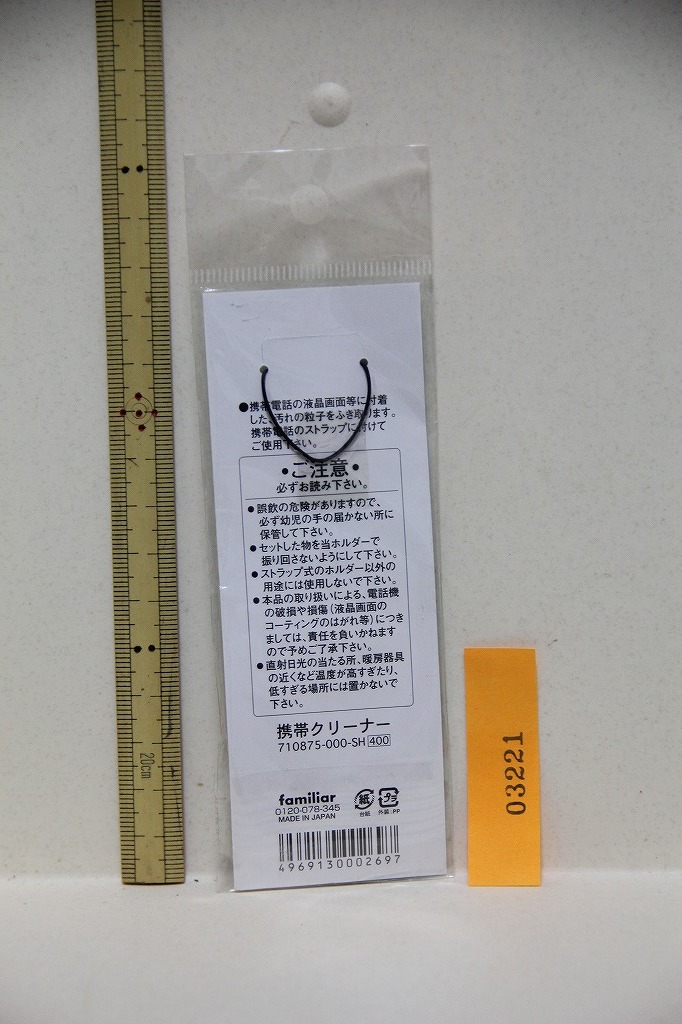 ●携帯電話の液晶画面等に付着
した汚れの粒子をふき取ります。
携帯電話のストラップに付けて
ご使用下さい。
•ご注意•
必ずお読み下さい。
●誤飲の危険がありますので、
必ず幼児の手の届かない所に
保管して下さい。
●セットした物を当ホルダーで
振り回さないようにして下さい。
●ストラップ式のホルダー以外の
用途には使用しないで下さい。
●本品の取り扱いによる、電話機
の破損や損傷(液晶画面の
コーティングのはがれ等)につき
ましては、責任を負いかねます
ので予めご了承下さい。
●直射日光の当たる所、暖房器具
の近くなど温度が高すぎたり、
低すぎる場所には置かないで
下さい。
携帯クリーナー
710875-000-SH 400
familiar
0120-078-345
MADE IN JAPAN
紙
台紙
プラ
外装:PP
4969130002697
20cm
03221